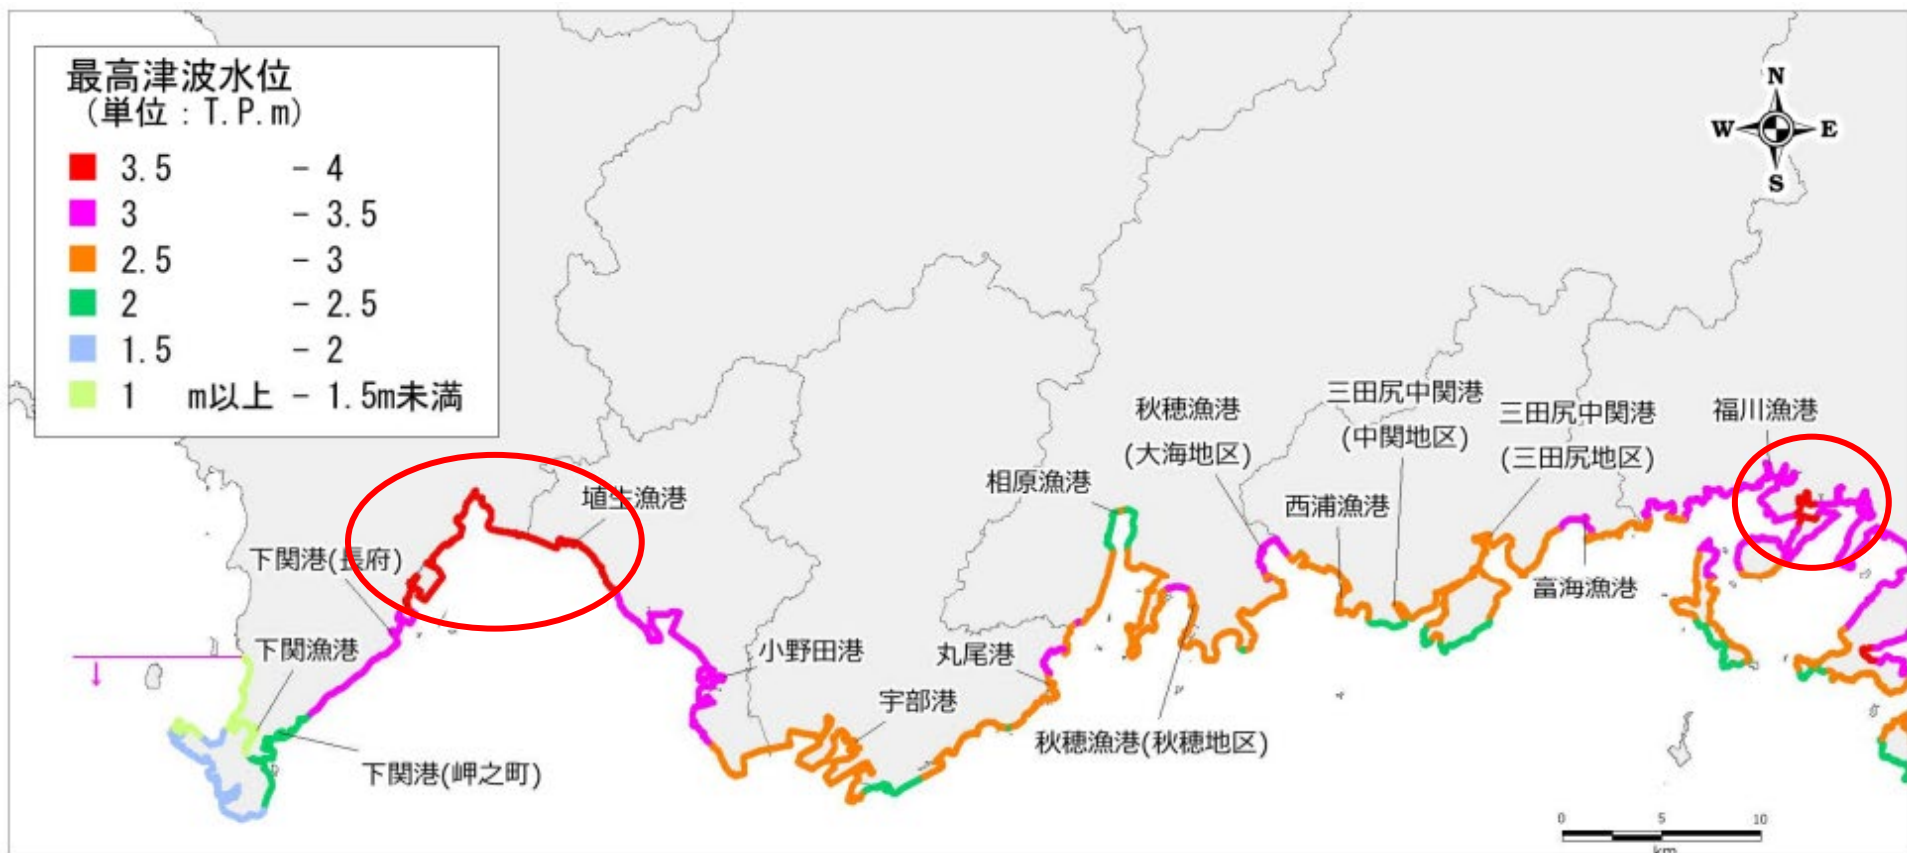 最高津波水位
(単位：T.P.m)
3.5 - 4
3 - 3.5
2.5 - 3
2 - 2.5
1.5 - 2
1 m以上 - 1.5m未満
N
W E
S
三田尻中関港
(中関地区)
秋穂漁港
(大海地区)
三田尻中関港
(三田尻地区)
福川漁港
相原漁港
埴生漁港
西浦漁港
下関港(長府)
富海漁港
下関漁港
小野田港
丸尾港
宇部港
秋穂漁港(秋穂地区)
下関港(岬之町)
0 5 10
km